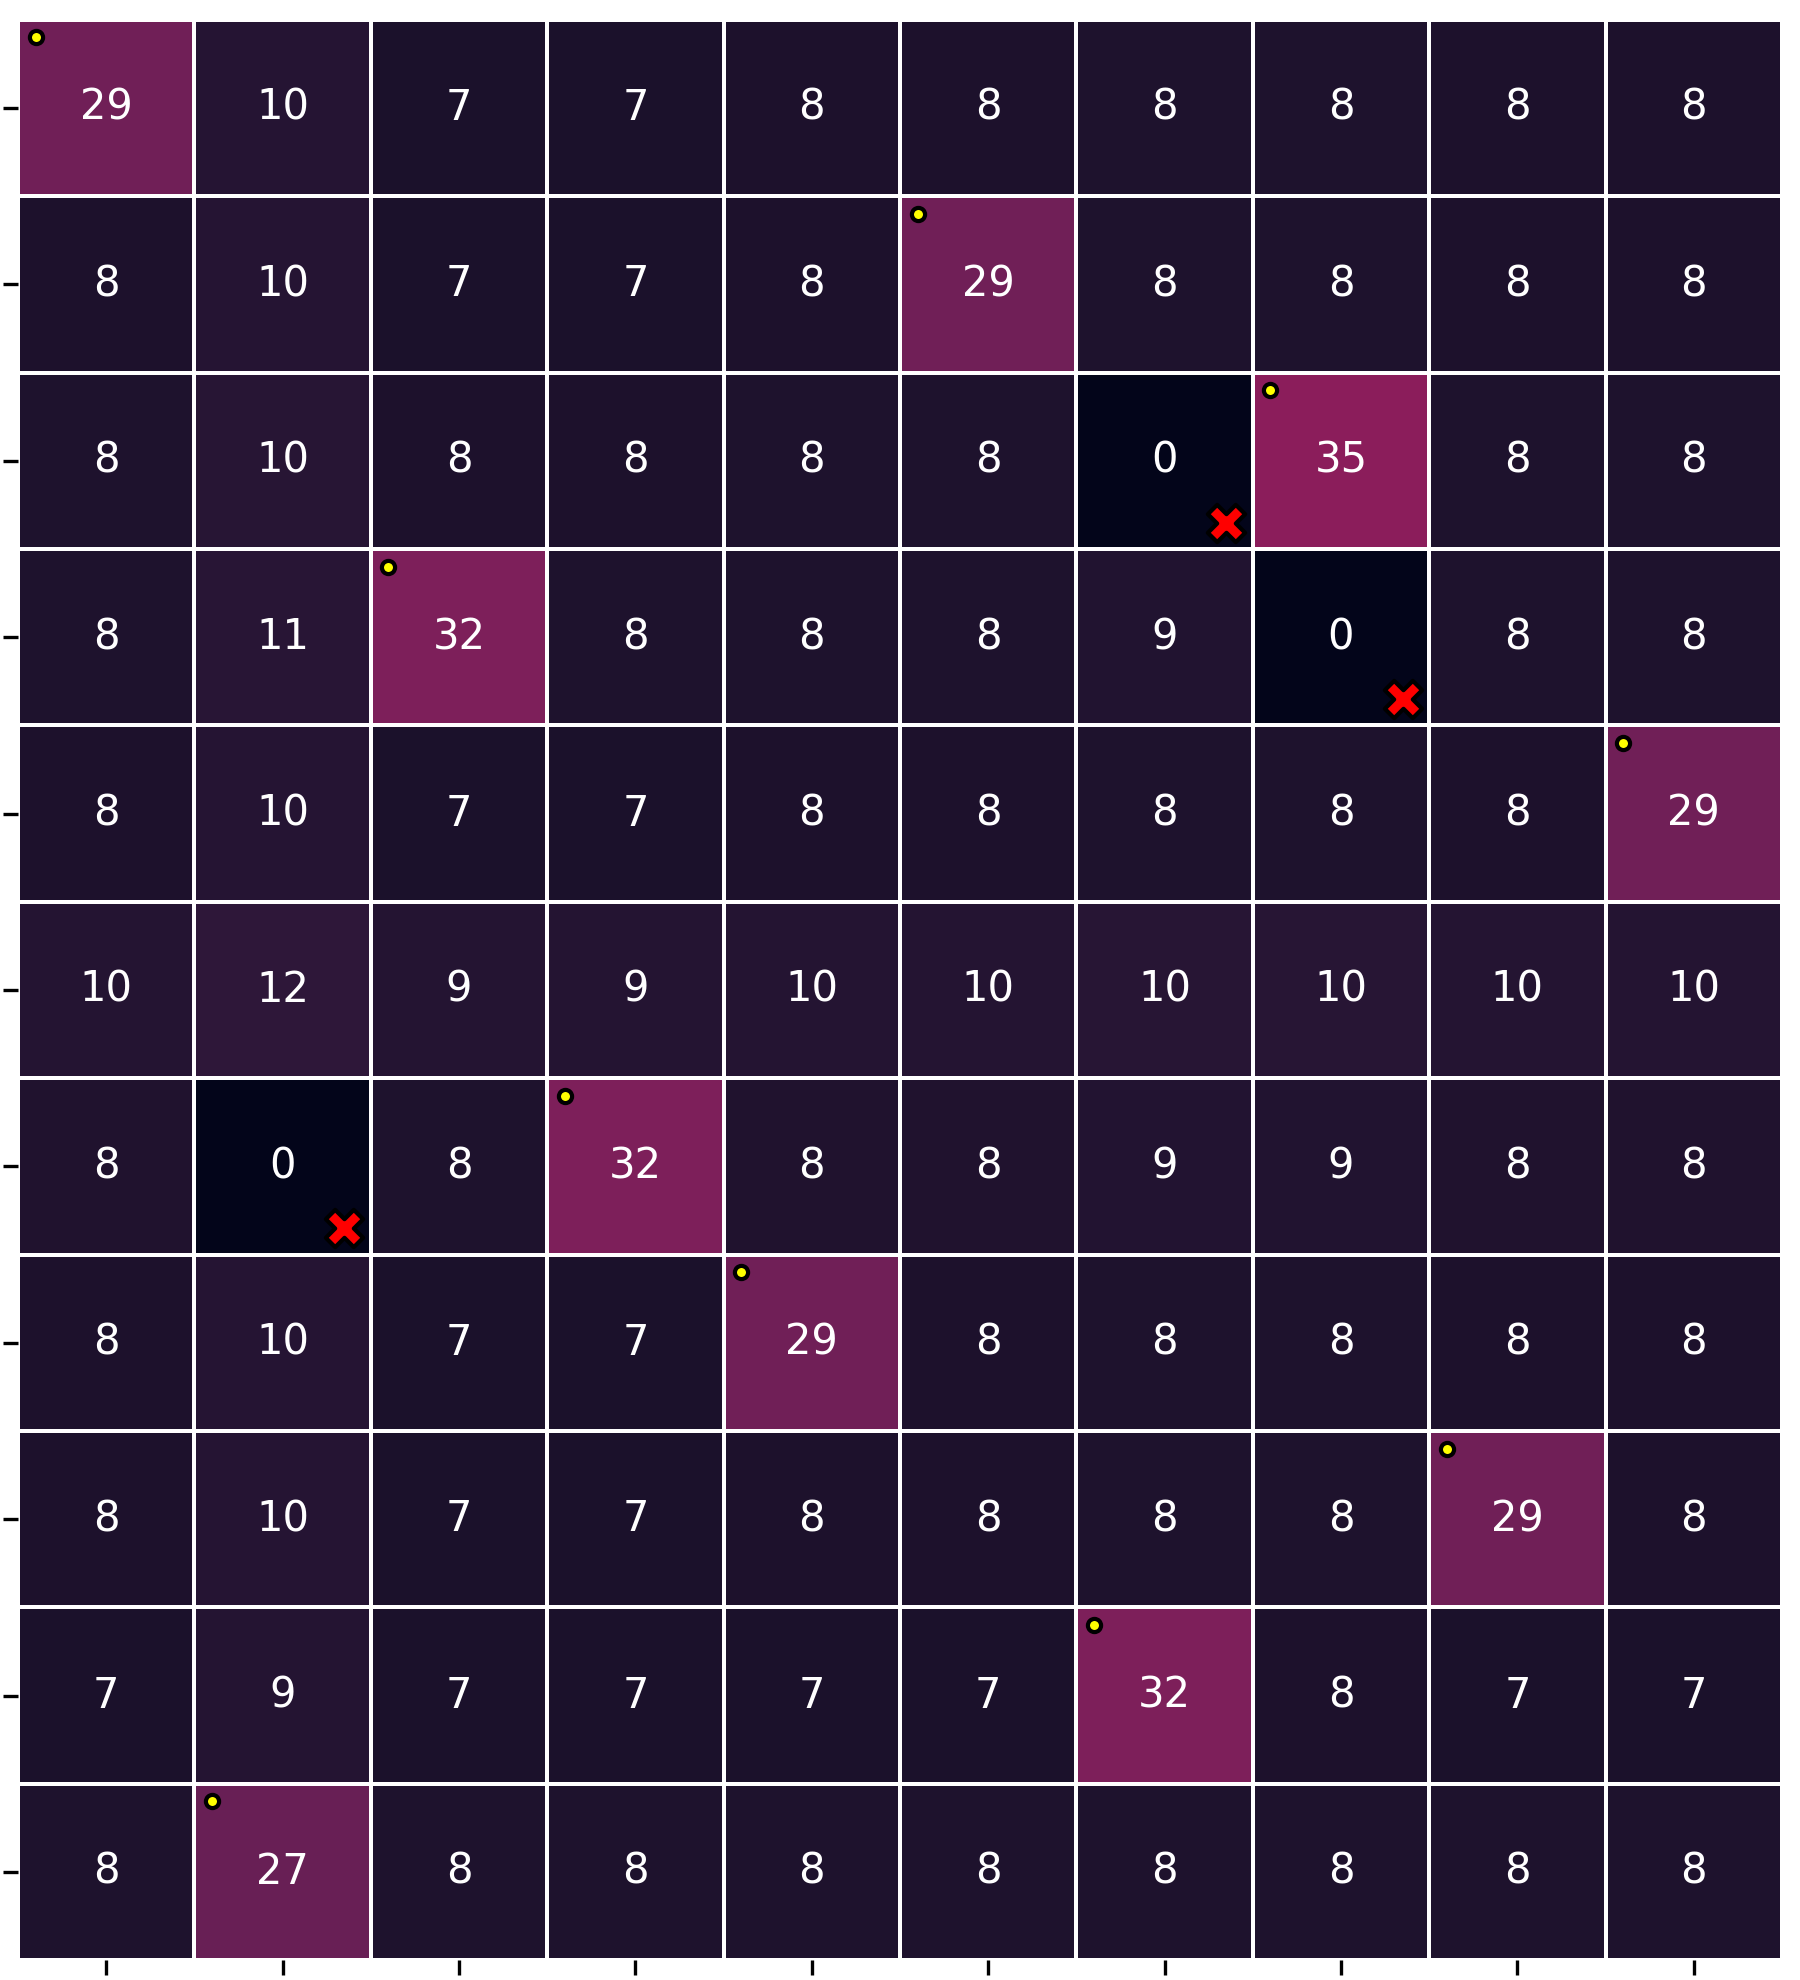 29 10 7 7 8 8 8 8 8 8
8 10 7 7 8 29 8 8 8 8
8 10 8 8 8 8 0 35 8 8
8 11 32 8 8 8 9 0 8 8
8 10 7 7 8 8 8 8 8 29
10 12 9 9 10 10 10 10 10 10
8 0 8 32 8 8 9 9 8 8
8 10 7 7 29 8 8 8 8 8
8 10 7 7 8 8 8 8 29 8
7 9 7 7 7 7 32 8 7 7
8 27 8 8 8 8 8 8 8 8